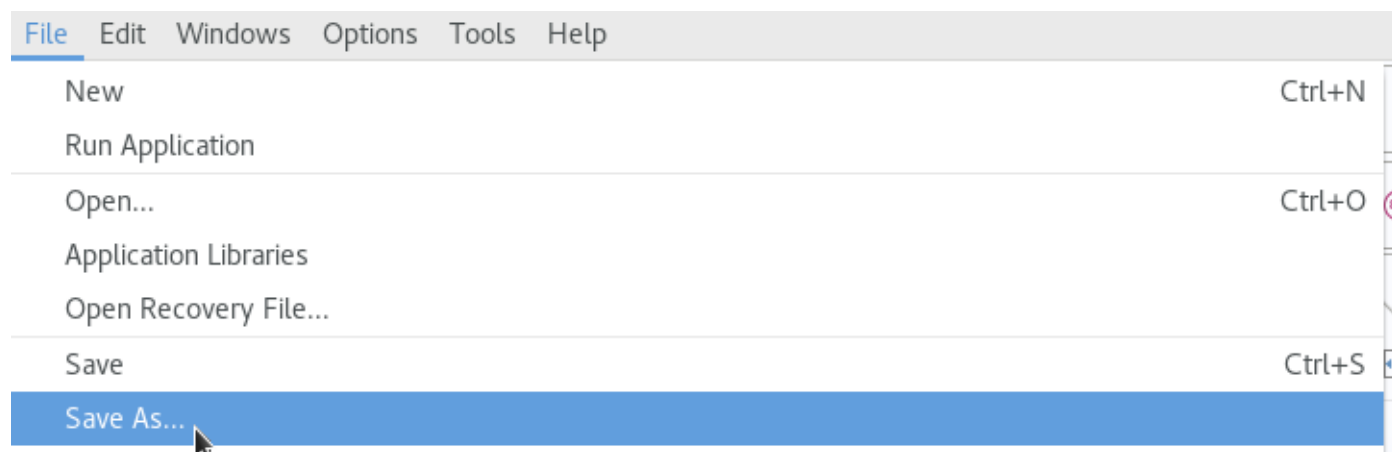 File Edit Windows Options Tools Help
New Ctrl+N
Run Application
Open... Ctrl+O
Application Libraries
Open Recovery File...
Save Ctrl+S
Save As...